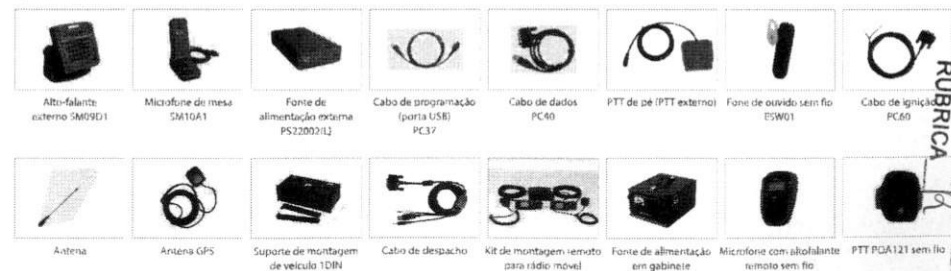 Alto-falante
externo SM09D1
Microfone de mesa
SM10A1
Fonte de
alimentação externa
PS22002(L)
Cabo de programação
(porta USB)
PC37
Cabo de dados
PC40
PTT de pé (PTT externo)
Fone de ouvido sem fio
ESW01
Cabo de ignição
PC60
RÚBRICA
Antena
Antena GPS
Suporte de montagem
de veículo 1DIN
Cabo de despacho
Kit de montagem remoto
para rádio móvel
Fonte de alimentação
em gabinete
Microfone com altofalante
remoto sem fio
PTT POA121 sem fio